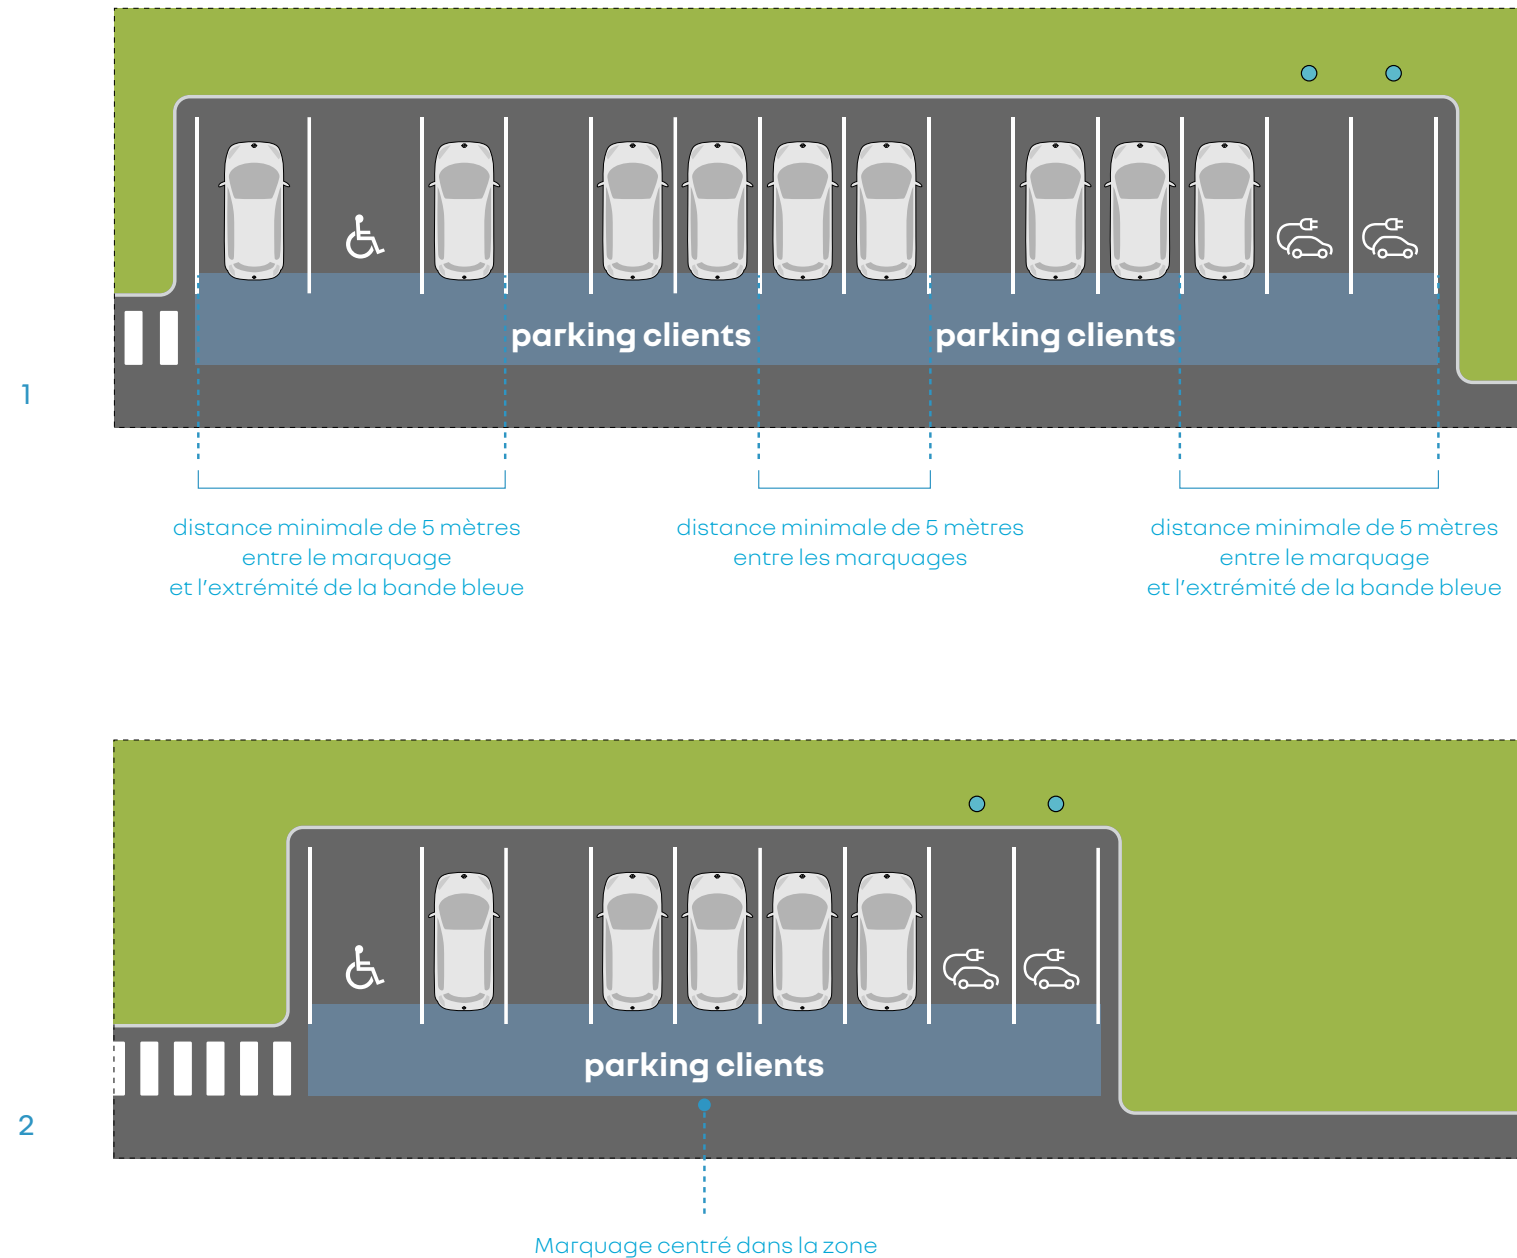 parking clients
parking clients
1
distance minimale de 5 mètres
entre le marquage
et l'extrémité de la bande bleue
distance minimale de 5 mètres
entre les marquages
distance minimale de 5 mètres
entre le marquage
et l'extrémité de la bande bleue
parking clients
2
Marquage centré dans la zone